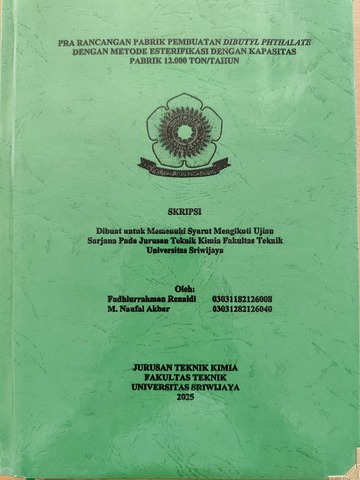 PRA RANCANGAN PABRIK PEMBUATAN DIBUTYL PHTHALATE
DENGAN METODE ESTERIFIKASI DENGAN KAPASITAS
PABRIK 12.000 TON/TAHUN
SKRIPSI
Dibuat untuk Memenuhi Syarat Mengikuti Ujian
Sarjana Pada Jurusan Teknik Kimia Fakultas Teknik
Universitas Sriwijaya
Oleh:
Fadhlurrahman Renaldi 03031182126008
M. Naufal Akbar 03031282126040
JURUSAN TEKNIK KIMIA
FAKULTAS TEKNIK
UNIVERSITAS SRIWIJAYA
2025